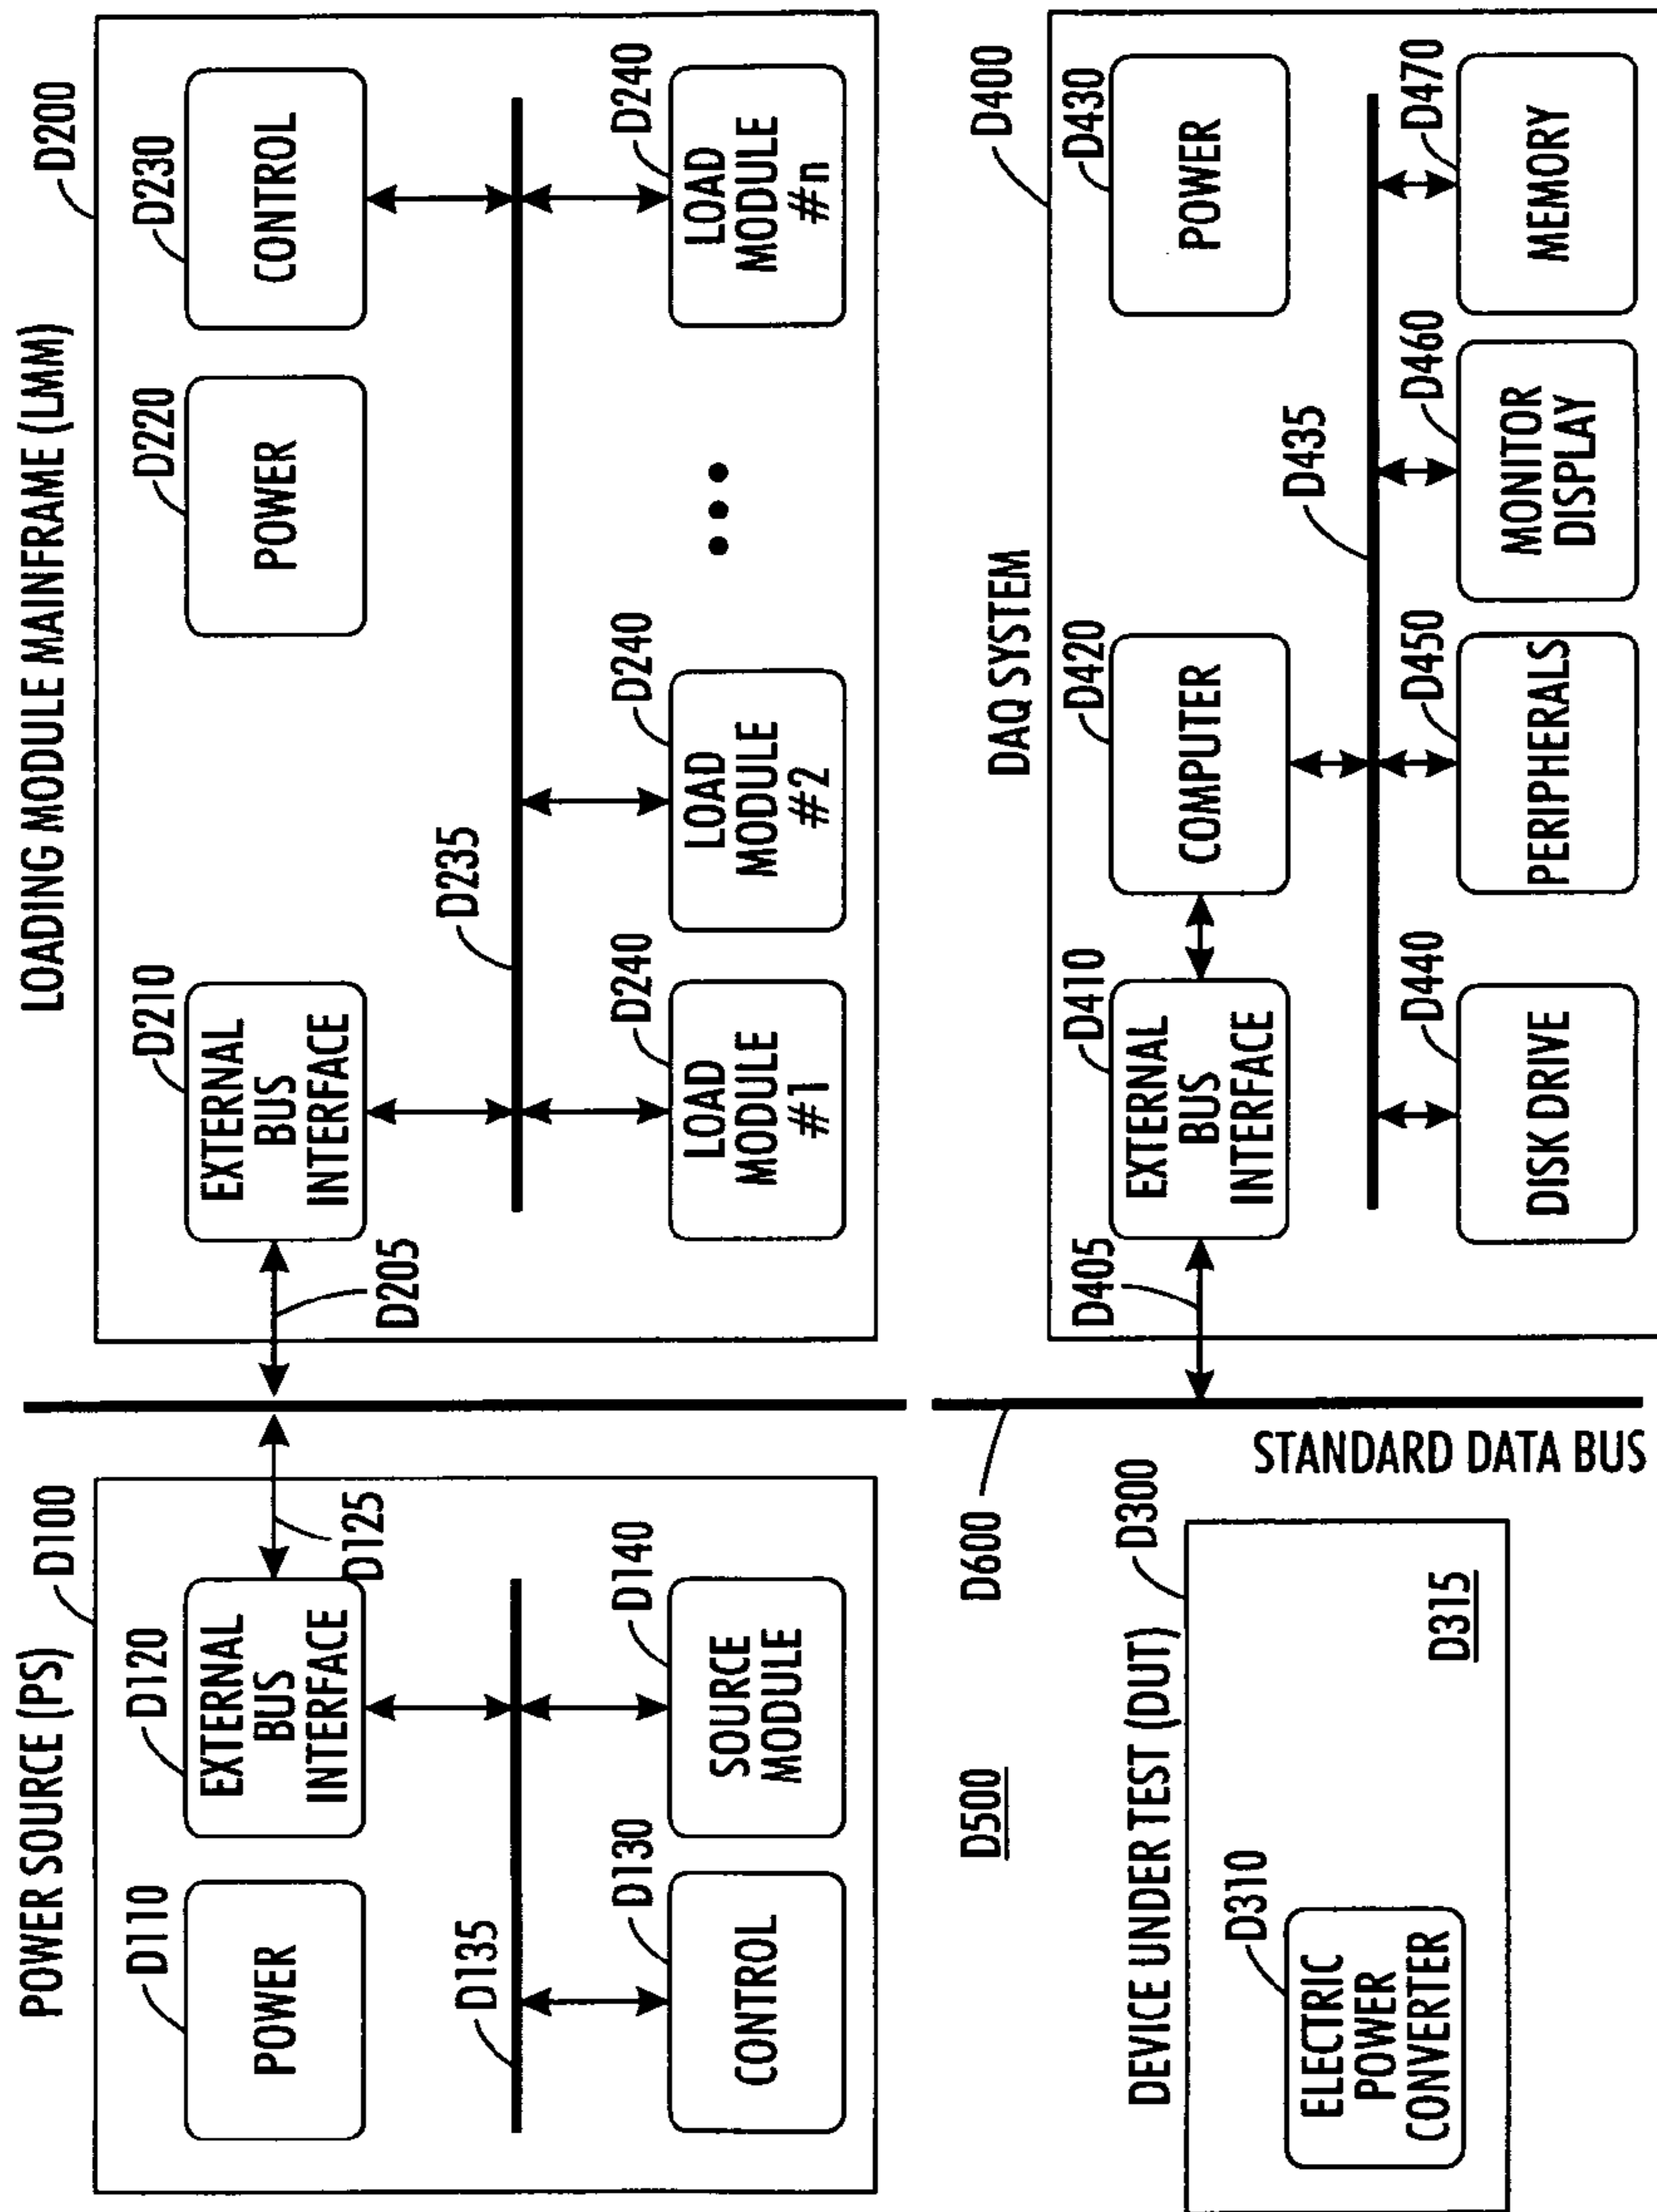 POWER SOURCE (PS)
D100
D110
POWER
D120
EXTERNAL
BUS
INTERFACE
D125
D135
D130
CONTROL
D140
SOURCE
MODULE
LOADING MODULE MAINFRAME (LMM)
D200
D205
D210
EXTERNAL
BUS
INTERFACE
D220
POWER
D230
CONTROL
D235
D240
LOAD
MODULE
#1
D240
LOAD
MODULE
#2
•••
D240
LOAD
MODULE
#n
D500
D600
STANDARD DATA BUS
DEVICE UNDER TEST (DUT)
D300
D310
ELECTRIC
POWER
CONVERTER
D315
DAQ SYSTEM
D400
D405
D410
EXTERNAL
BUS
INTERFACE
D420
COMPUTER
D430
POWER
D435
D440
DISK DRIVE
D450
PERIPHERALS
D460
MONITOR
DISPLAY
D470
MEMORY